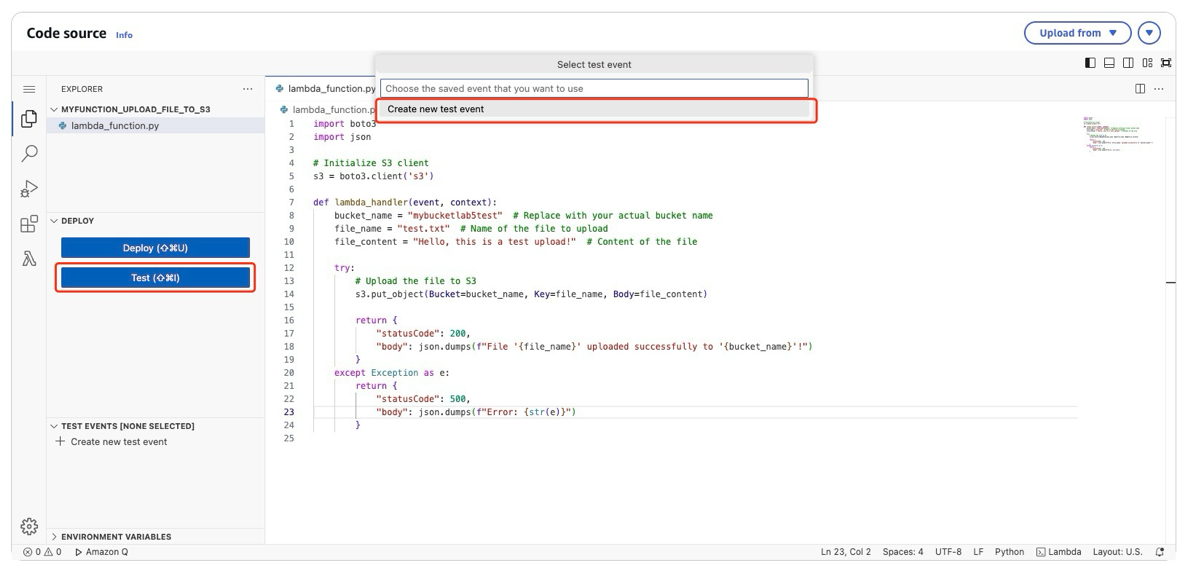 Code source Info
Upload from
Select test event
EXPLORER
lambda_function.py
Choose the saved event that you want to use
MYFUNCTION_UPLOAD_FILE_TO_S3
lambda_function.p
Create new test event
lambda_function.py
1 import boto3
2 import json
3
4 # Initialize S3 client
5 s3 = boto3.client('s3')
6
7 def lambda_handler(event, context):
8 bucket_name = "mybucketlab5test" # Replace with your actual bucket name
9 file_name = "test.txt" # Name of the file to upload
10 file_content = "Hello, this is a test upload!" # Content of the file
11
12 try:
13 # Upload the file to S3
14 s3.put_object(Bucket=bucket_name, Key=file_name, Body=file_content)
15
16 return {
17 "statusCode": 200,
18 "body": json.dumps(f"File '{file_name}' uploaded successfully to '{bucket_name}'!")
19 }
20 except Exception as e:
21 return {
22 "statusCode": 500,
23 "body": json.dumps(f"Error: {str(e)}")
24 }
25
DEPLOY
Deploy (⇧⌘U)
Test (⇧⌘I)
TEST EVENTS [NONE SELECTED]
Create new test event
ENVIRONMENT VARIABLES
0 0 Amazon Q
Ln 23, Col 2 Spaces: 4 UTF-8 LF Python Lambda Layout: U.S.